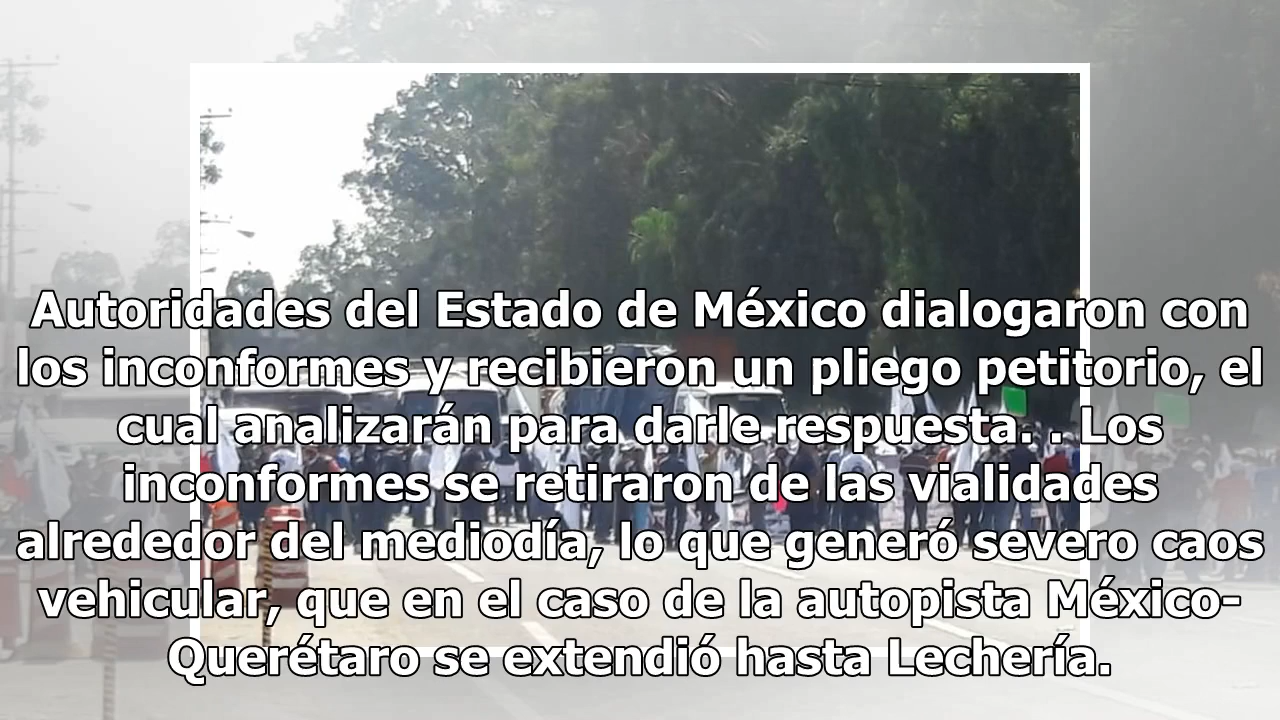 Autoridades del Estado de México dialogaron con
los inconformes y recibieron un pliego petitorio, el
cual analizarán para darle respuesta. . Los
inconformes se retiraron de las vialidades
alrededor del mediodía, lo que generó severo caos
vehicular, que en el caso de la autopista México-
Querétaro se extendió hasta Lechería.